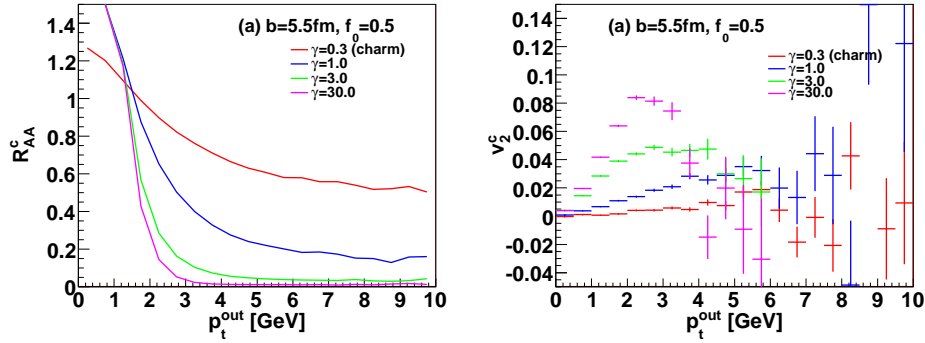 (a) b=5.5fm, f0=0.5
γ=0.3 (charm)
γ=1.0
γ=3.0
γ=30.0
R^c_AA
1.4
1.2
1
0.8
0.6
0.4
0.2
0
0 1 2 3 4 5 6 7 8 9 10
p_t^out [GeV]
(a) b=5.5fm, f0=0.5
γ=0.3 (charm)
γ=1.0
γ=3.0
γ=30.0
v^c_2
0.14
0.12
0.1
0.08
0.06
0.04
0.02
0
-0.02
-0.04
0 1 2 3 4 5 6 7 8 9 10
p_t^out [GeV]